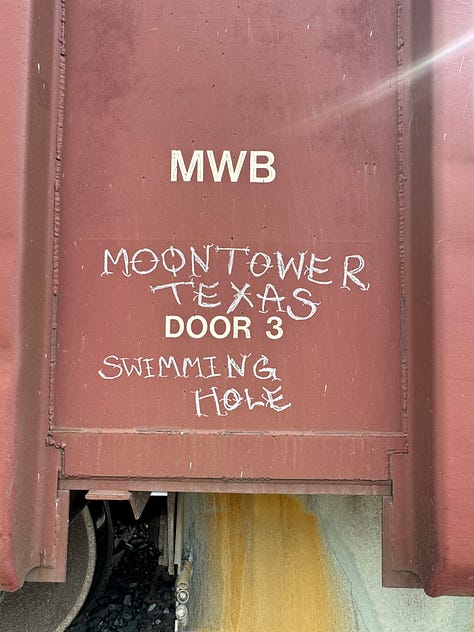 MWB
MOONTOWER
TEXAS
DOOR 3
SWIMMING
HOLE